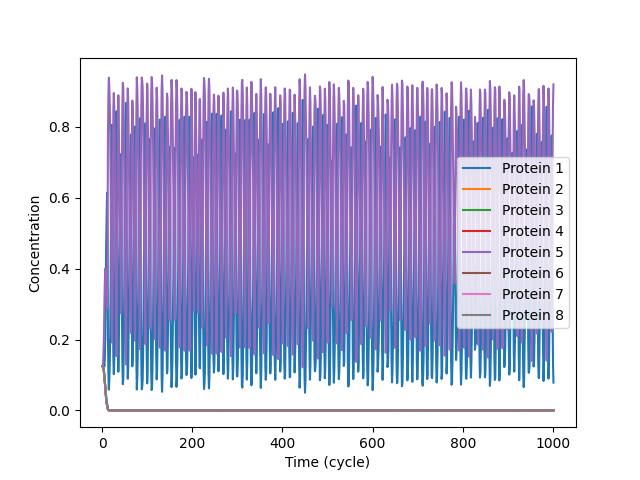 Concentration
0.8
0.6
0.4
0.2
0.0
Protein 1
Protein 2
Protein 3
Protein 4
Protein 5
Protein 6
Protein 7
Protein 8
0 200 400 600 800 1000
Time (cycle)